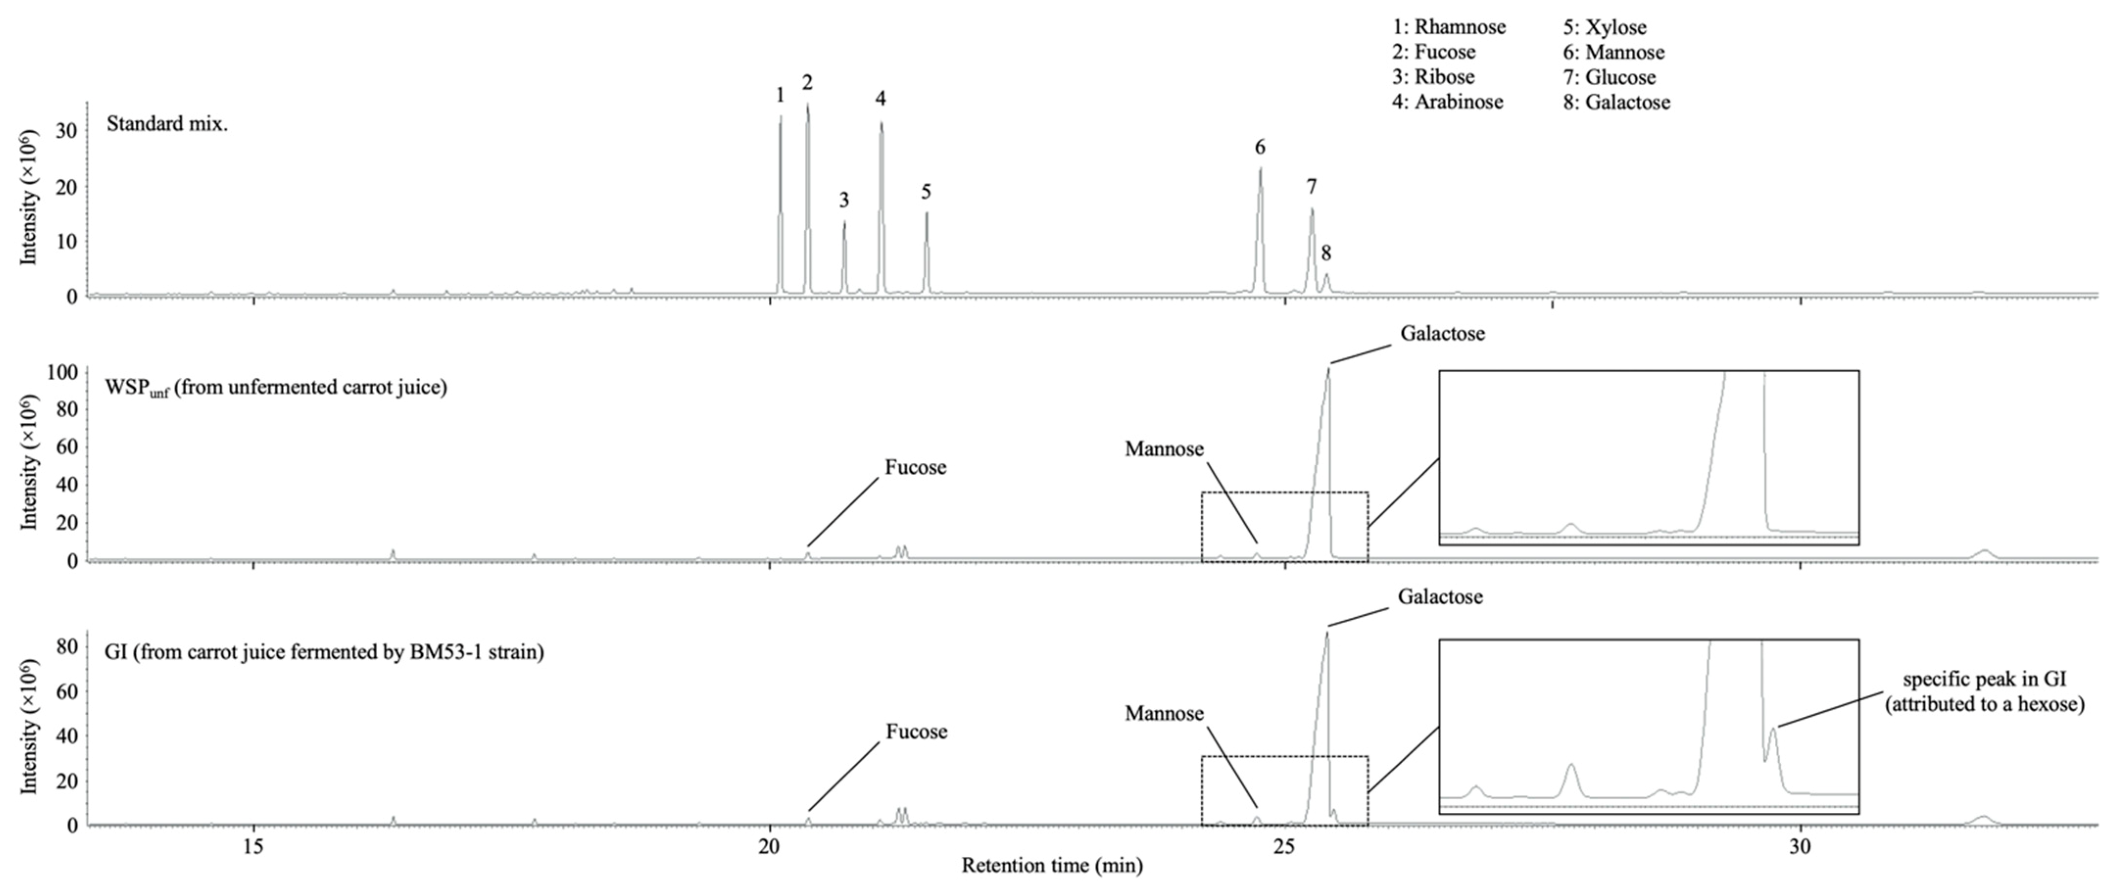 1: Rhamnose 5: Xylose
2: Fucose 6: Mannose
3: Ribose 7: Glucose
4: Arabinose 8: Galactose
Standard mix.
Intensity (×10⁶)
30
20
10
0
1
2
3
4
5
6
7
8
WSPunf (from unfermented carrot juice)
Intensity (×10⁶)
100
80
60
40
20
0
Fucose
Mannose
Galactose
GI (from carrot juice fermented by BM53-1 strain)
Intensity (×10⁶)
80
60
40
20
0
Fucose
Mannose
Galactose
specific peak in GI
(attributed to a hexose)
15
20
25
30
Retention time (min)